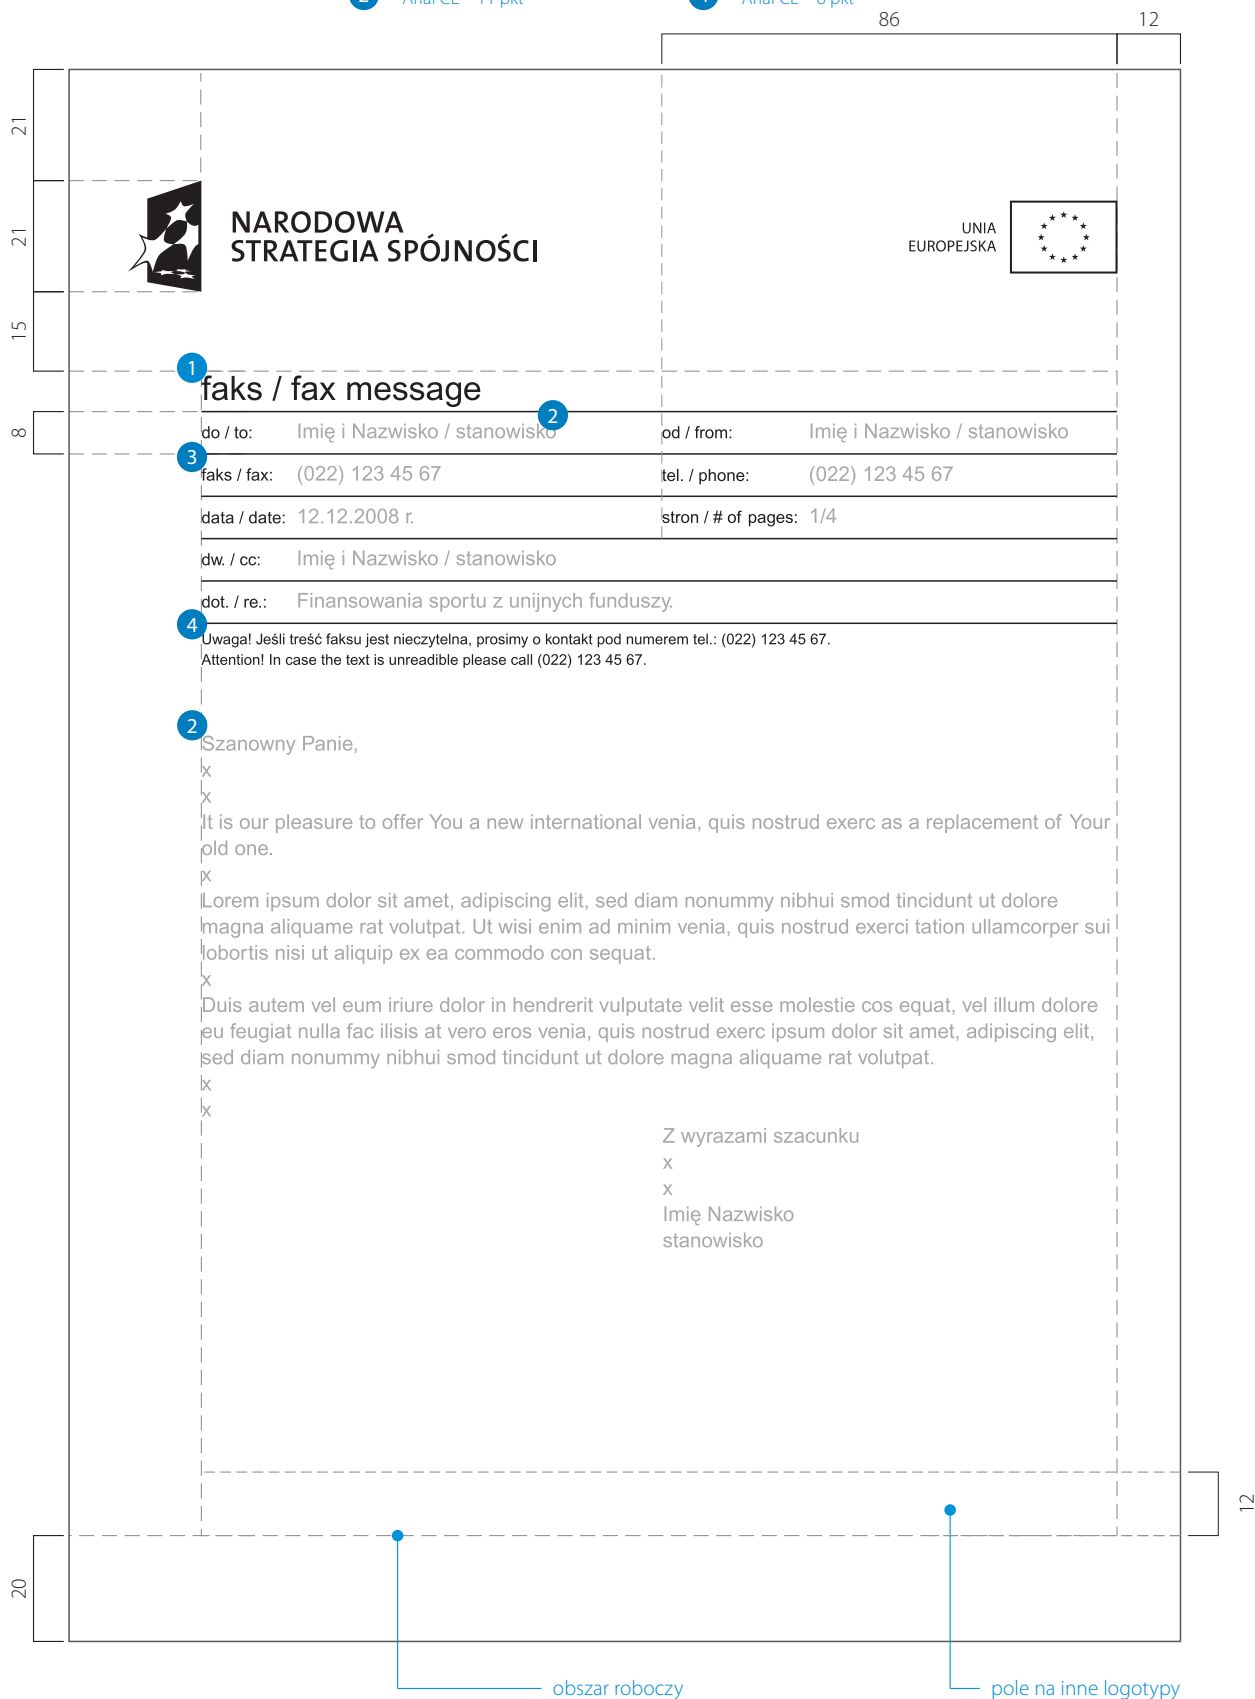 2 Arial CE – 11 pkt 4 Arial CE – 8 pkt
86 12
21
NARODOWA
STRATEGIA SPÓJNOŚCI
UNIA
EUROPEJSKA
21
15
1
faks / fax message
8
2
do / to: Imię i Nazwisko / stanowisko od / from: Imię i Nazwisko / stanowisko
3
faks / fax: (022) 123 45 67 tel. / phone: (022) 123 45 67
data / date: 12.12.2008 r. stron / # of pages: 1/4
dw. / cc: Imię i Nazwisko / stanowisko
dot. / re.: Finansowania sportu z unijnych funduszy.
4
Uwaga! Jeśli treść faksu jest nieczytelna, prosimy o kontakt pod numerem tel.: (022) 123 45 67.
Attention! In case the text is unreadible please call (022) 123 45 67.
2
Szanowny Panie,
x
x
It is our pleasure to offer You a new international venia, quis nostrud exerc as a replacement of Your
old one.
x
Lorem ipsum dolor sit amet, adipiscing elit, sed diam nonummy nibhui smod tincidunt ut dolore
magna aliquame rat volutpat. Ut wisi enim ad minim venia, quis nostrud exerci tation ullamcorper sui
lobortis nisi ut aliquip ex ea commodo con sequat.
x
Duis autem vel eum iriure dolor in hendrerit vulputate velit esse molestie cos equat, vel illum dolore
eu feugiat nulla fac ilisis at vero eros venia, quis nostrud exerc ipsum dolor sit amet, adipiscing elit,
sed diam nonummy nibhui smod tincidunt ut dolore magna aliquame rat volutpat.
x
x
Z wyrazami szacunku
x
x
Imię Nazwisko
stanowisko
12
20
obszar roboczy
pole na inne logotypy